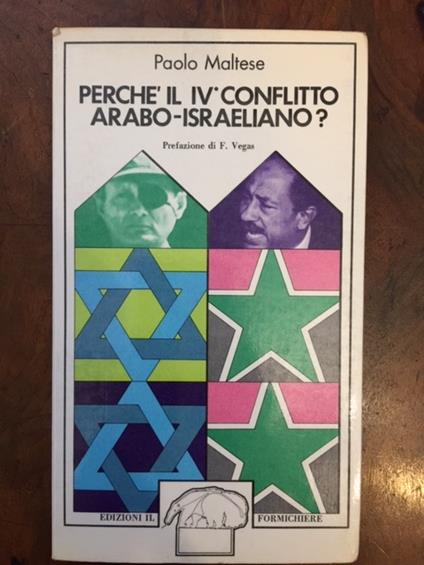 Paolo Maltese
PERCHE' IL IV° CONFLITTO
ARABO-ISRAELIANO?
Prefazione di F. Vegas
EDIZIONI IL FORMICHIERE